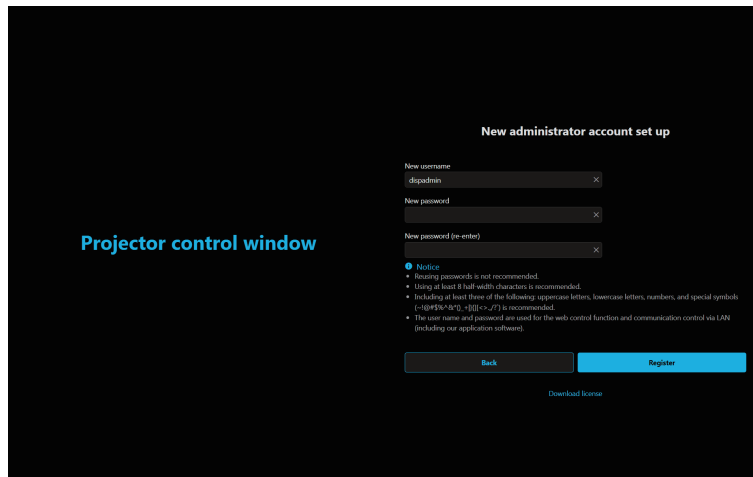 New administrator account set up
New username
dispadmin
New password
Projector control window
New password (re-enter)
Notice
Reusing passwords is not recommended.
Using at least 8 half-width characters is recommended.
Including at least three of the following: uppercase letters, lowercase letters, numbers, and special symbols
is recommended.
The user name and password are used for the web control function and communication control via LAN
(including our application software).
Back
Register
Download license